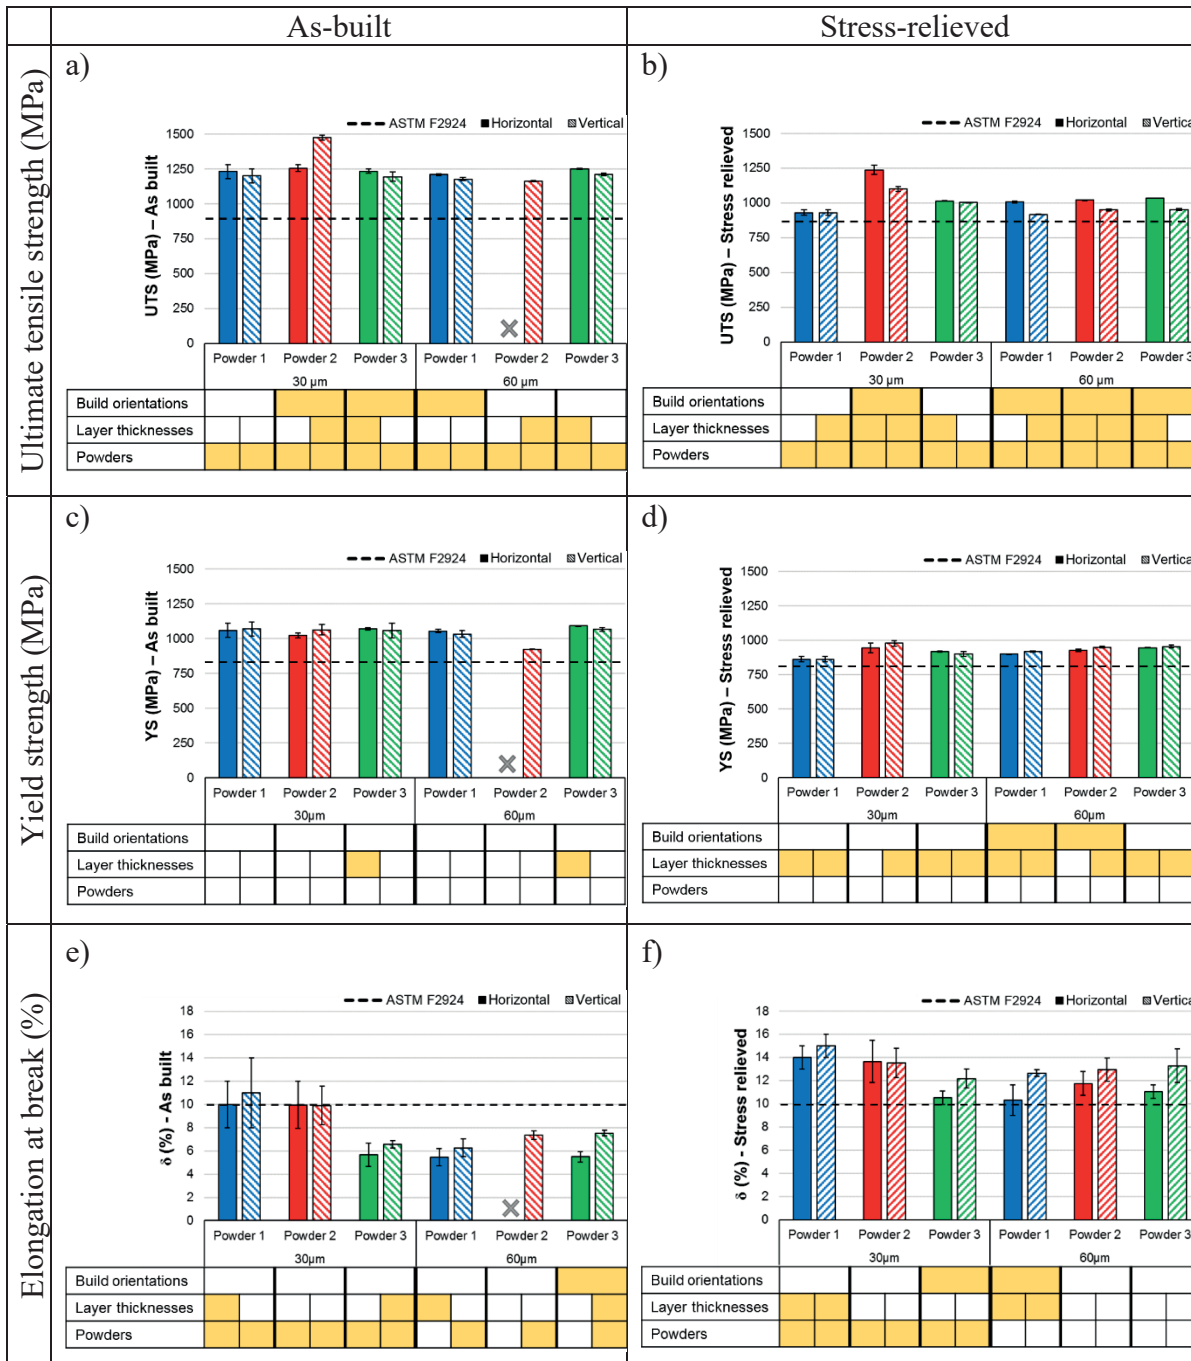 As-built
Stress-relieved
Ultimate tensile strength (MPa)
a)
ASTM F2924 Horizontal Vertical
UTS (MPa) – As built
1500
1250
1000
900
750
500
250
0
Powder 1 Powder 2 Powder 3 Powder 1 Powder 2 Powder 3
30 µm 60 µm
Build orientations
Layer thicknesses
Powders
b)
ASTM F2924 Horizontal Vertica
UTS (MPa) – Stress relieved
1500
1250
1000
750
500
250
0
Powder 1 Powder 2 Powder 3 Powder 1 Powder 2 Powder 3
30 µm 60 µm
Build orientations
Layer thicknesses
Powders
Yield strength (MPa)
c)
ASTM F2924 Horizontal Vertical
YS (MPa) – As built
1500
1250
1000
750
500
250
0
Powder 1 Powder 2 Powder 3 Powder 1 Powder 2 Powder 3
30µm 60µm
Build orientations
Layer thicknesses
Powders
d)
ASTM F2924 Horizontal Vertica
YS (MPa) – Stress relieved
1500
1250
1000
750
500
250
0
Powder 1 Powder 2 Powder 3 Powder 1 Powder 2 Powder 3
30µm 60µm
Build orientations
Layer thicknesses
Powders
Elongation at break (%)
e)
ASTM F2924 Horizontal Vertical
δ (%) - As built
18
16
14
12
10
8
6
4
2
0
Powder 1 Powder 2 Powder 3 Powder 1 Powder 2 Powder 3
30µm 60µm
Build orientations
Layer thicknesses
Powders
f)
ASTM F2924 Horizontal Vertica
δ (%) - Stress relieved
18
16
14
12
10
8
6
4
2
0
Powder 1 Powder 2 Powder 3 Powder 1 Powder 2 Powder 3
30µm 60µm
Build orientations
Layer thicknesses
Powders